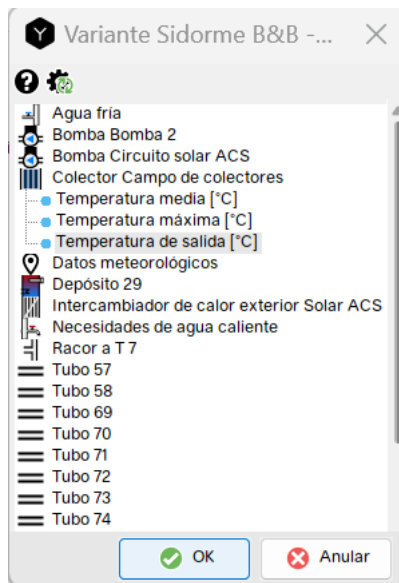 Variante Sidorme B&B -...
Agua fría
Bomba Bomba 2
Bomba Circuito solar ACS
Colector Campo de colectores
Temperatura media [°C]
Temperatura máxima [°C]
Temperatura de salida [°C]
Datos meteorológicos
Depósito 29
Intercambiador de calor exterior Solar ACS
Necesidades de agua caliente
Racor a T 7
Tubo 57
Tubo 58
Tubo 69
Tubo 70
Tubo 71
Tubo 72
Tubo 73
Tubo 74
OK Anular